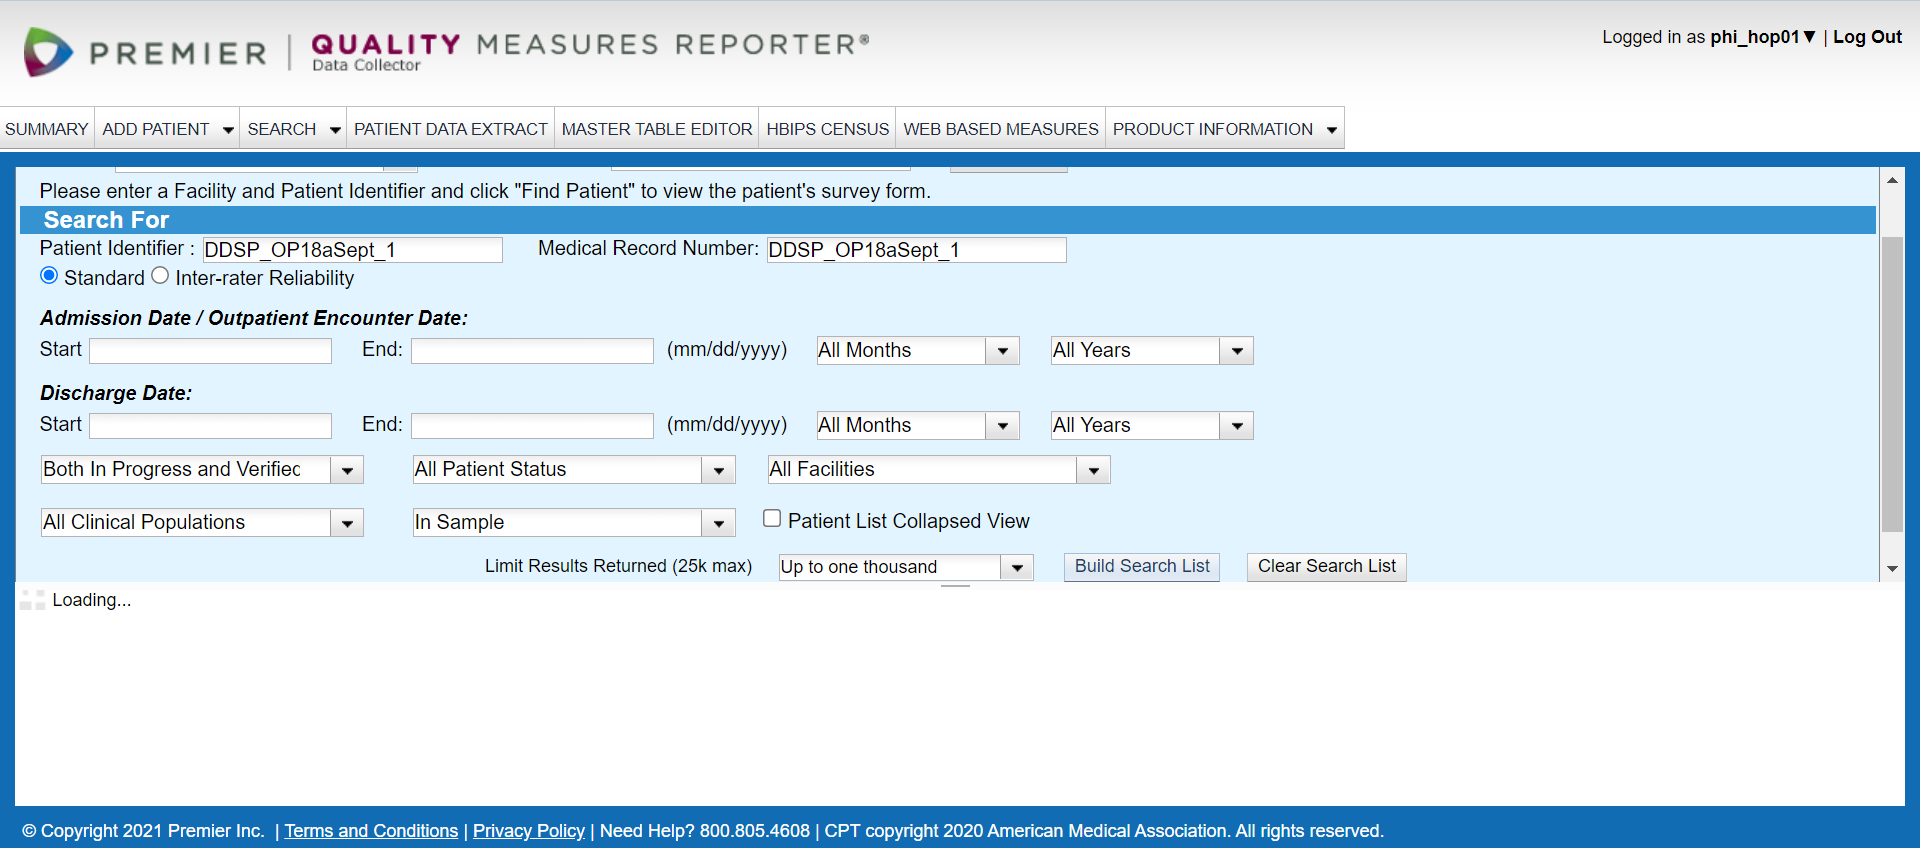 PREMIER | QUALITY MEASURES REPORTER®
Data Collector
Logged in as phi_hop01▼ | Log Out
SUMMARY ADD PATIENT SEARCH PATIENT DATA EXTRACT MASTER TABLE EDITOR HBIPS CENSUS WEB BASED MEASURES PRODUCT INFORMATION
Please enter a Facility and Patient Identifier and click "Find Patient" to view the patient's survey form.
Search For
Patient Identifier : DDSP_OP18aSept_1 Medical Record Number: DDSP_OP18aSept_1
Standard Inter-rater Reliability
Admission Date / Outpatient Encounter Date:
Start End: (mm/dd/yyyy) All Months All Years
Discharge Date:
Start End: (mm/dd/yyyy) All Months All Years
Both In Progress and Verified All Patient Status All Facilities
All Clinical Populations In Sample Patient List Collapsed View
Limit Results Returned (25k max) Up to one thousand Build Search List Clear Search List
Loading...
© Copyright 2021 Premier Inc. | Terms and Conditions | Privacy Policy | Need Help? 800.805.4608 | CPT copyright 2020 American Medical Association. All rights reserved.